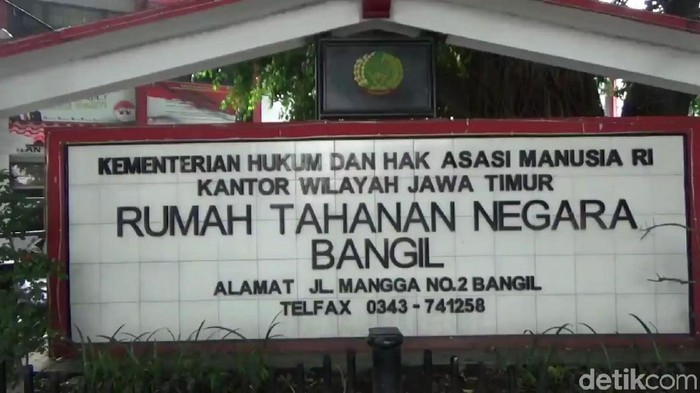 KEMENTERIAN HUKUM DAN HAK ASASI MANUSIA RI
KANTOR WILAYAH JAWA TIMUR
RUMAH TAHANAN NEGARA
BANGIL
ALAMAT JL. MANGGA NO.2 BANGIL
TELFAX 0343 - 741258
detikcom